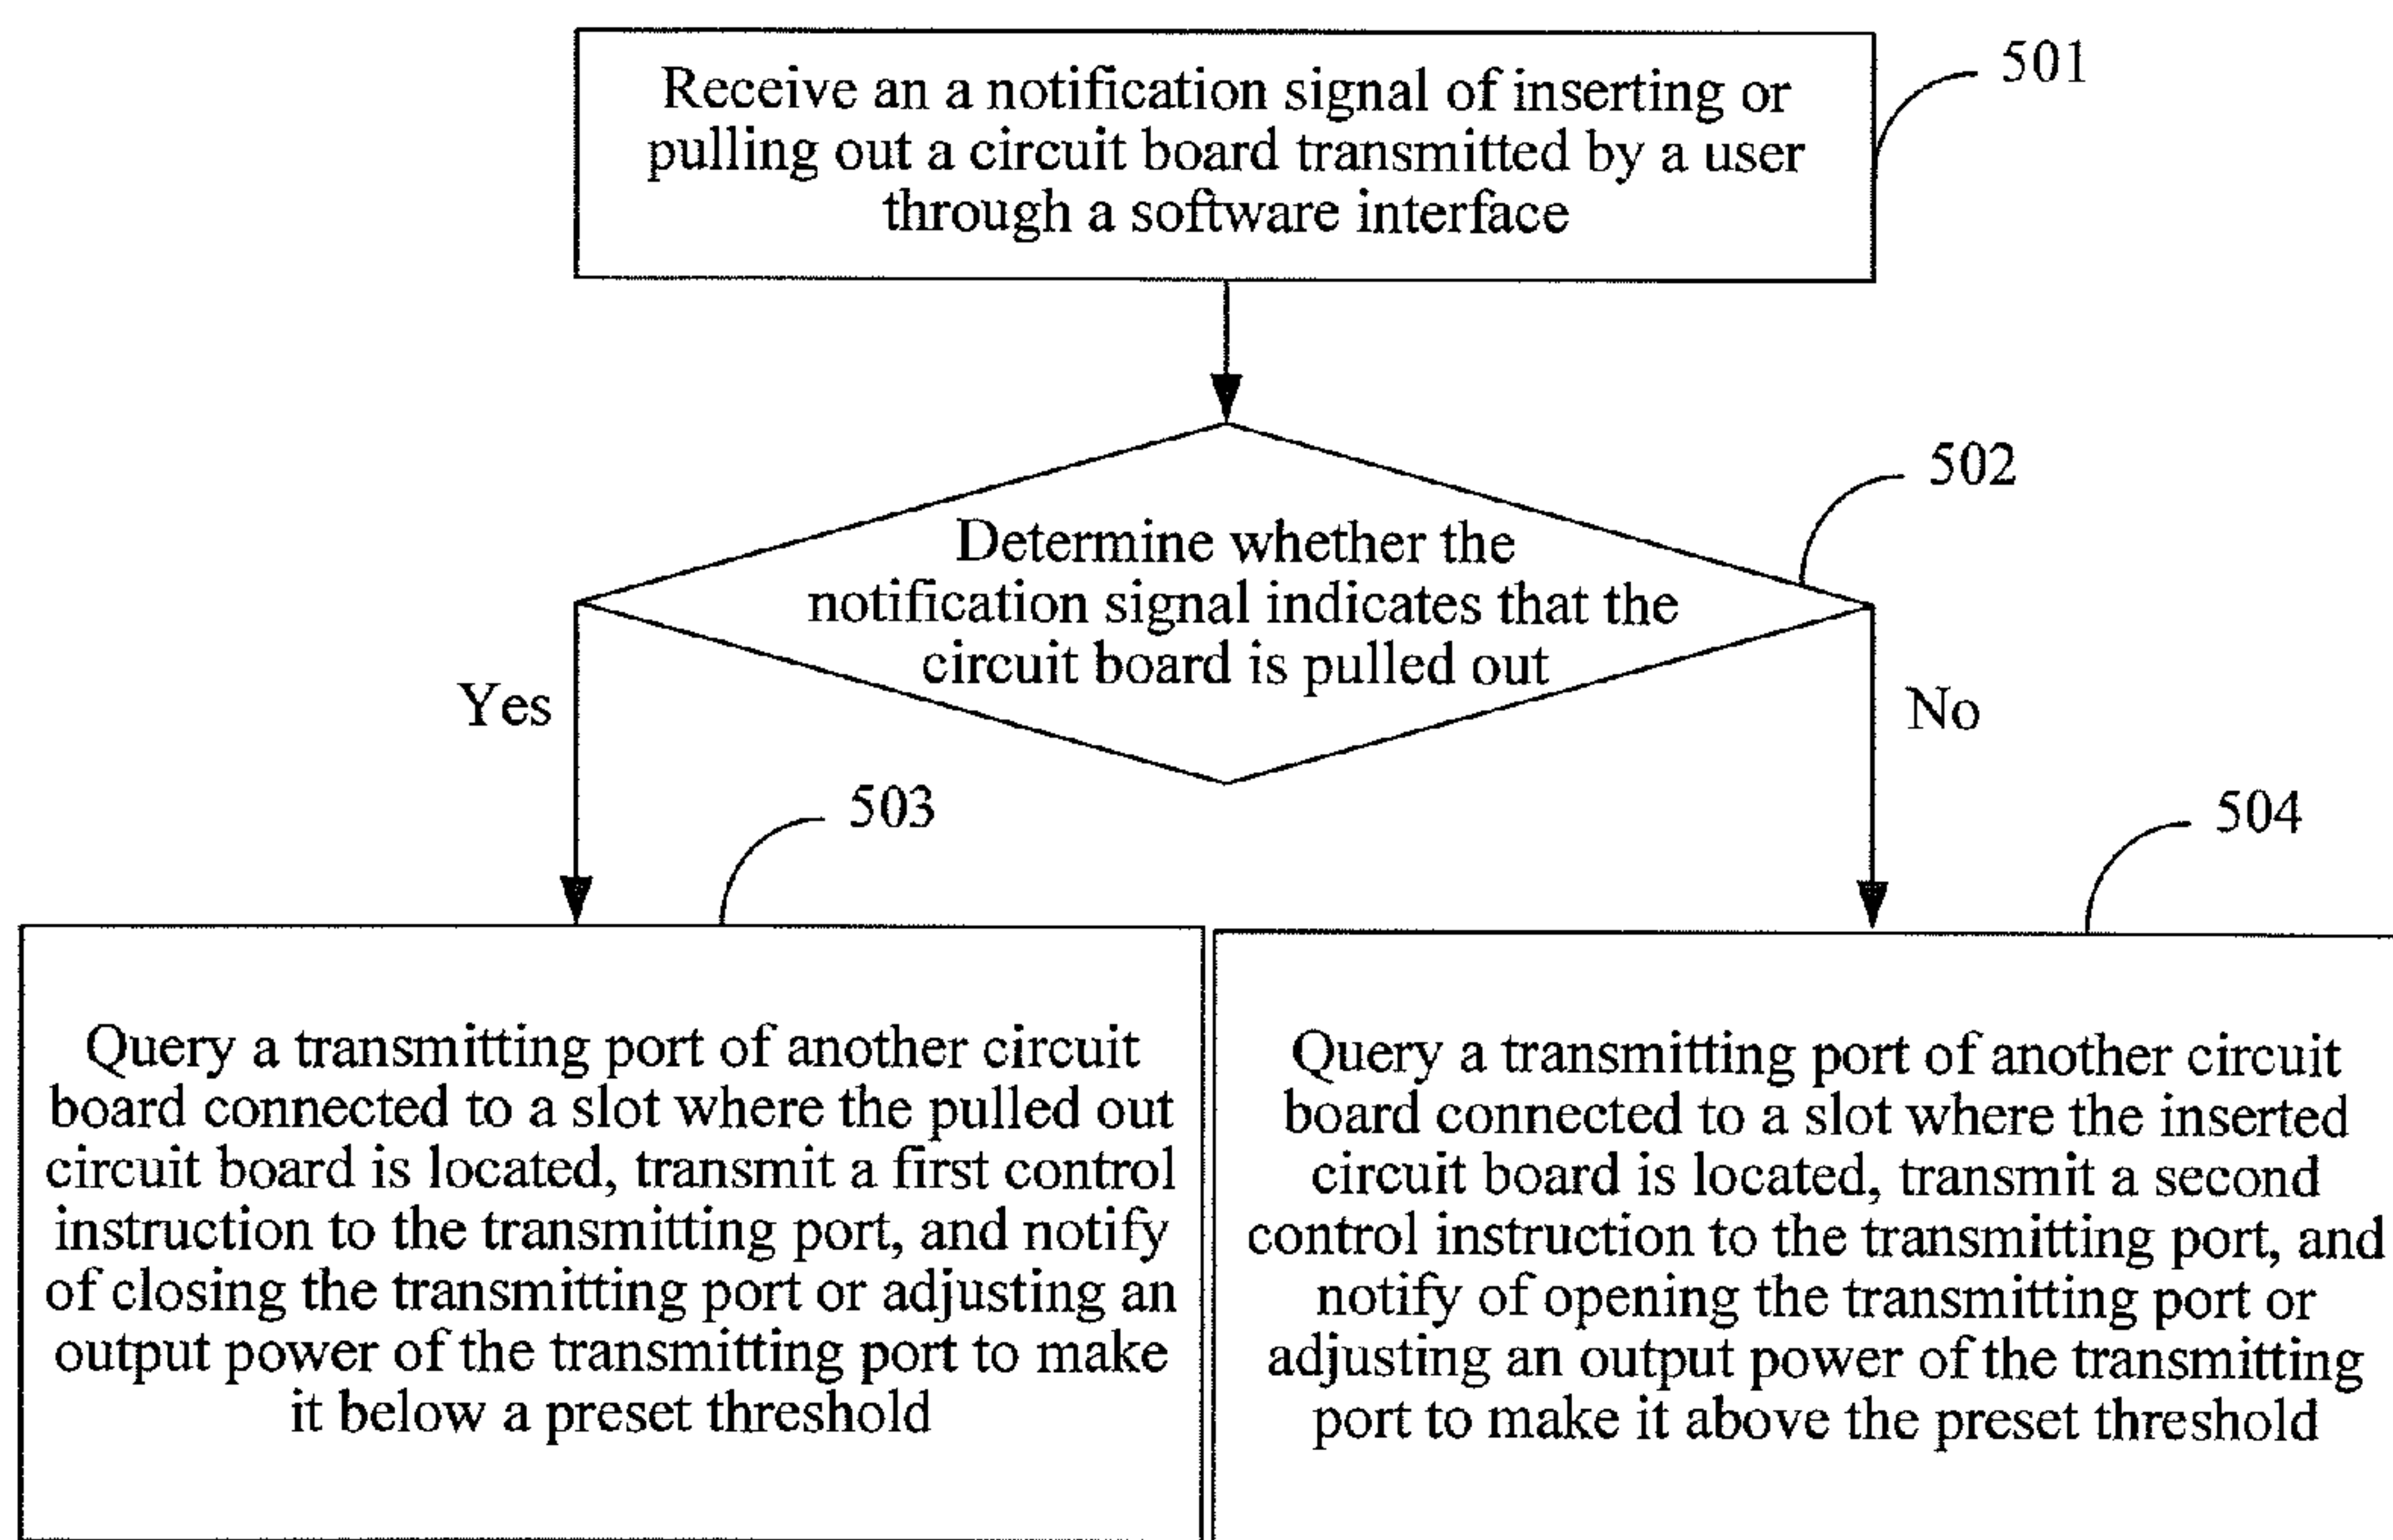 Receive an a notification signal of inserting or
pulling out a circuit board transmitted by a user
through a software interface
501
502
Determine whether the
notification signal indicates that the
circuit board is pulled out
Yes
No
503
504
Query a transmitting port of another circuit
board connected to a slot where the pulled out
circuit board is located, transmit a first control
instruction to the transmitting port, and notify
of closing the transmitting port or adjusting an
output power of the transmitting port to make
it below a preset threshold
Query a transmitting port of another circuit
board connected to a slot where the inserted
circuit board is located, transmit a second
control instruction to the transmitting port, and
notify of opening the transmitting port or
adjusting an output power of the transmitting
port to make it above the preset threshold